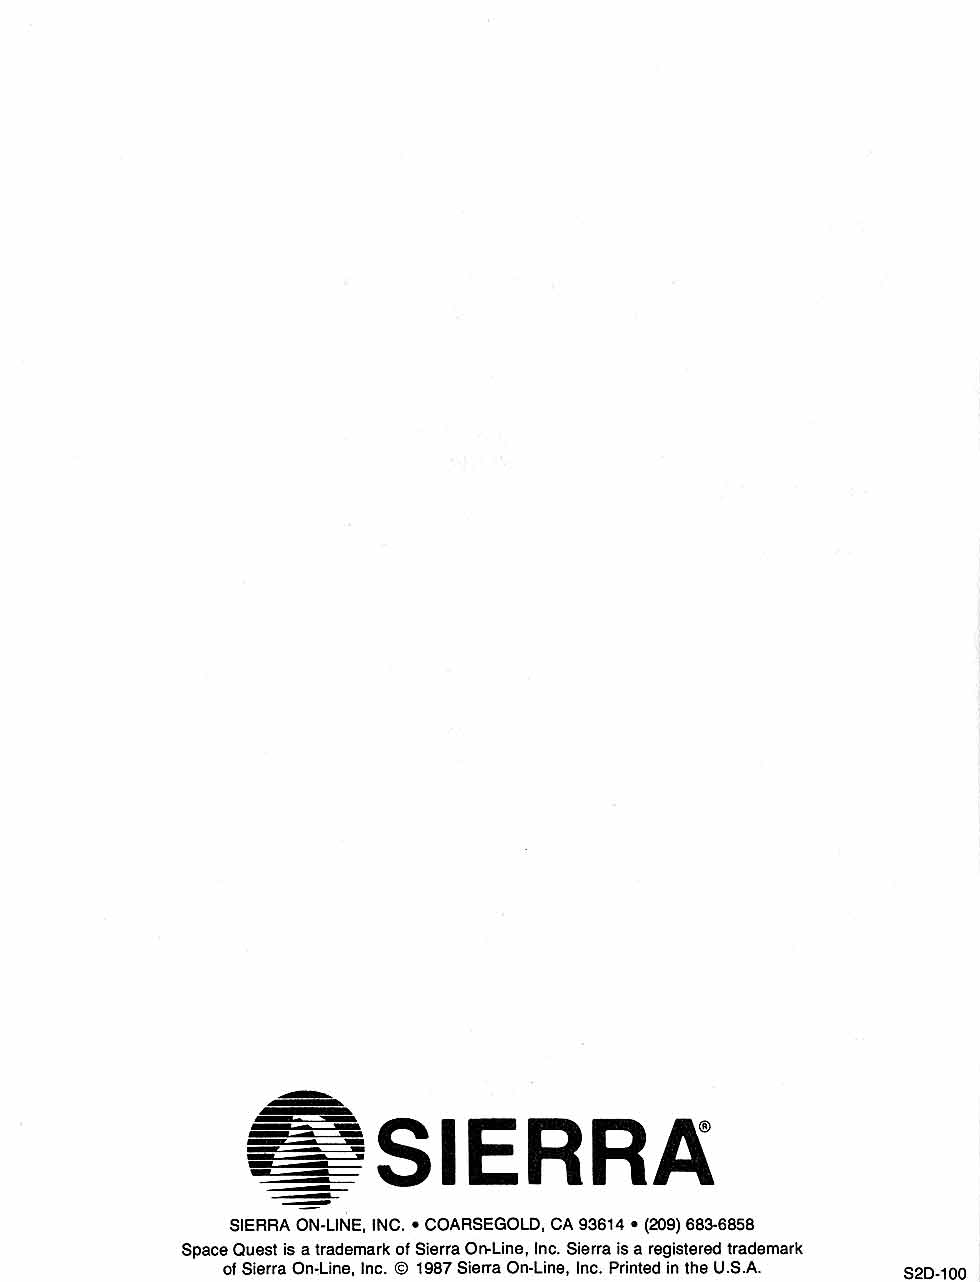 SIERRA®
SIERRA ON-LINE, INC. • COARSEGOLD, CA 93614 • (209) 683-6858
Space Quest is a trademark of Sierra On-Line, Inc. Sierra is a registered trademark
of Sierra On-Line, Inc. © 1987 Sierra On-Line, Inc. Printed in the U.S.A.
S2D-100